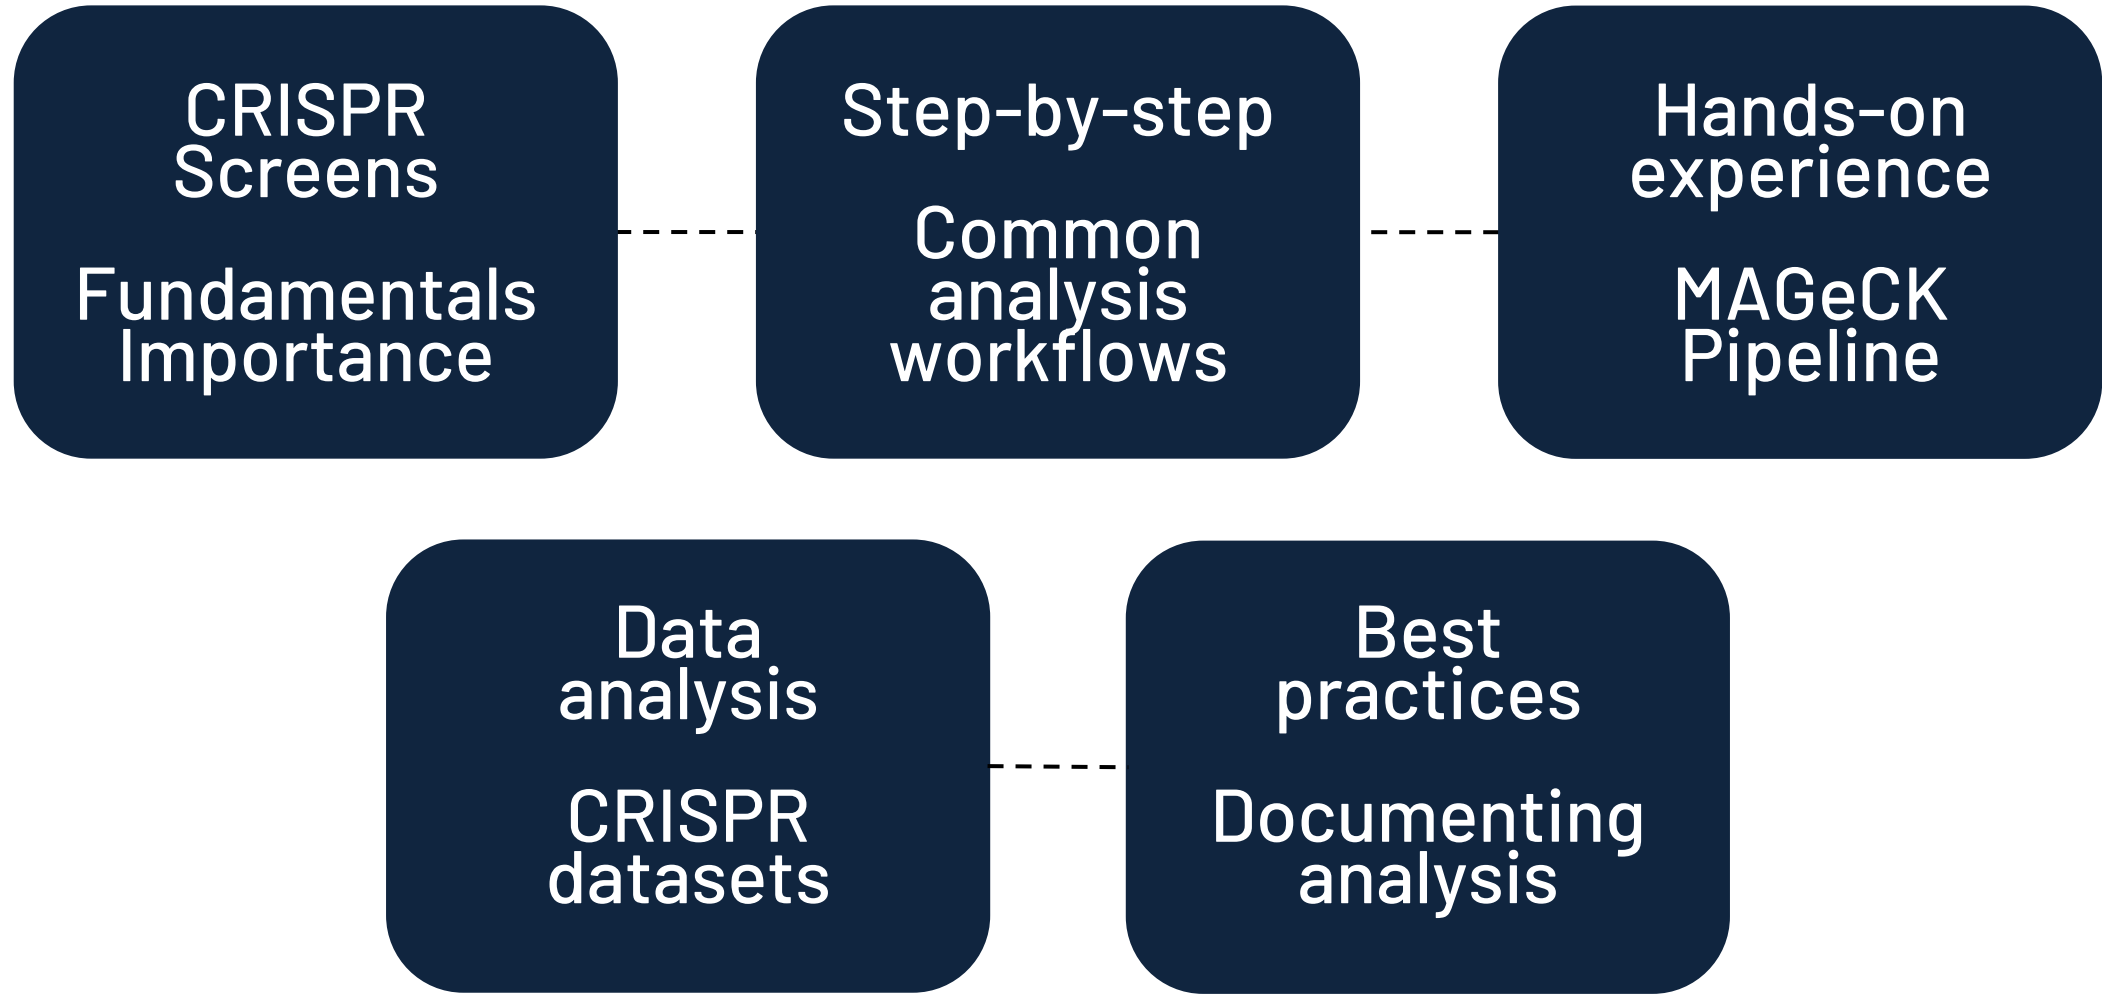 CRISPR
Screens
Fundamentals
Importance
Step-by-step
Common
analysis
workflows
Hands-on
experience
MAGeCK
Pipeline
Data
analysis
CRISPR
datasets
Best
practices
Documenting
analysis